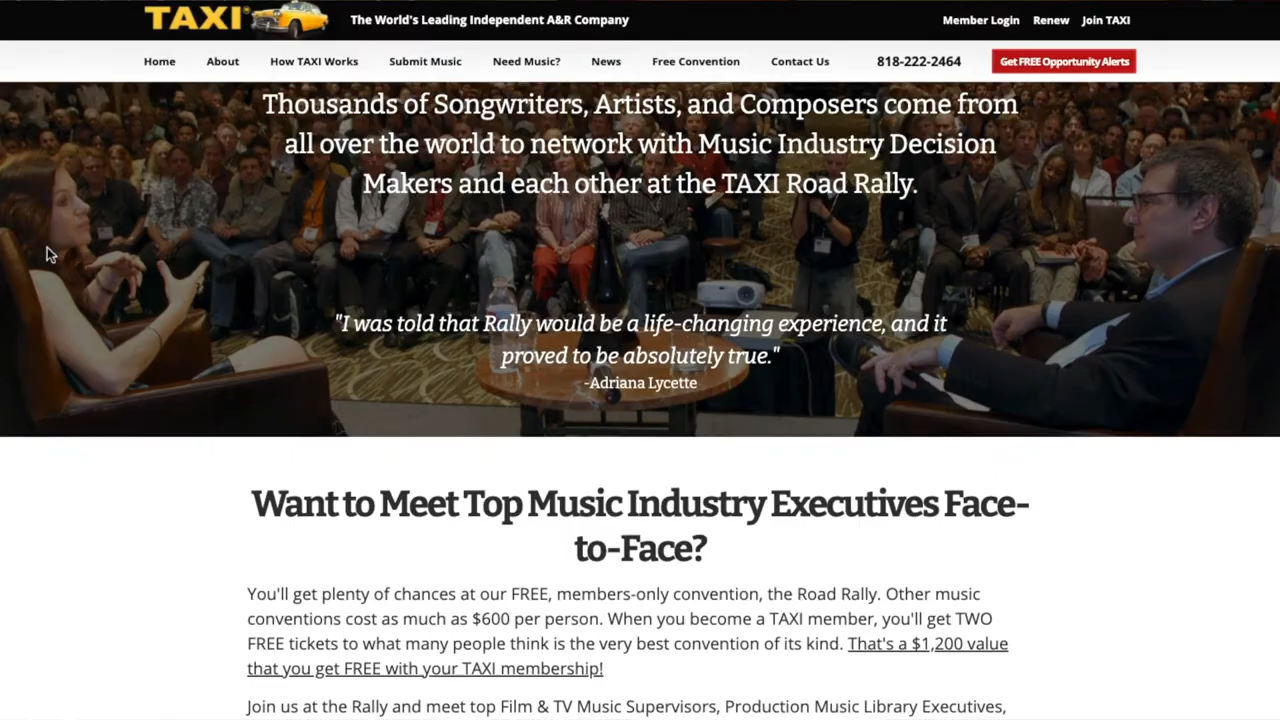 TAXI The World's Leading Independent A&R Company Member Login Renew Join TAXI
Home About How TAXI Works Submit Music Need Music? News Free Convention Contact Us 818-222-2464 Get FREE Opportunity Alerts
Thousands of Songwriters, Artists, and Composers come from
all over the world to network with Music Industry Decision
Makers and each other at the TAXI Road Rally.
"I was told that Rally would be a life-changing experience, and it
proved to be absolutely true."
-Adriana Lycette
Want to Meet Top Music Industry Executives Face-
to-Face?
You'll get plenty of chances at our FREE, members-only convention, the Road Rally. Other music
conventions cost as much as $600 per person. When you become a TAXI member, you'll get TWO
FREE tickets to what many people think is the very best convention of its kind. That's a $1,200 value
that you get FREE with your TAXI membership!
Join us at the Rally and meet top Film & TV Music Supervisors, Production Music Library Executives,